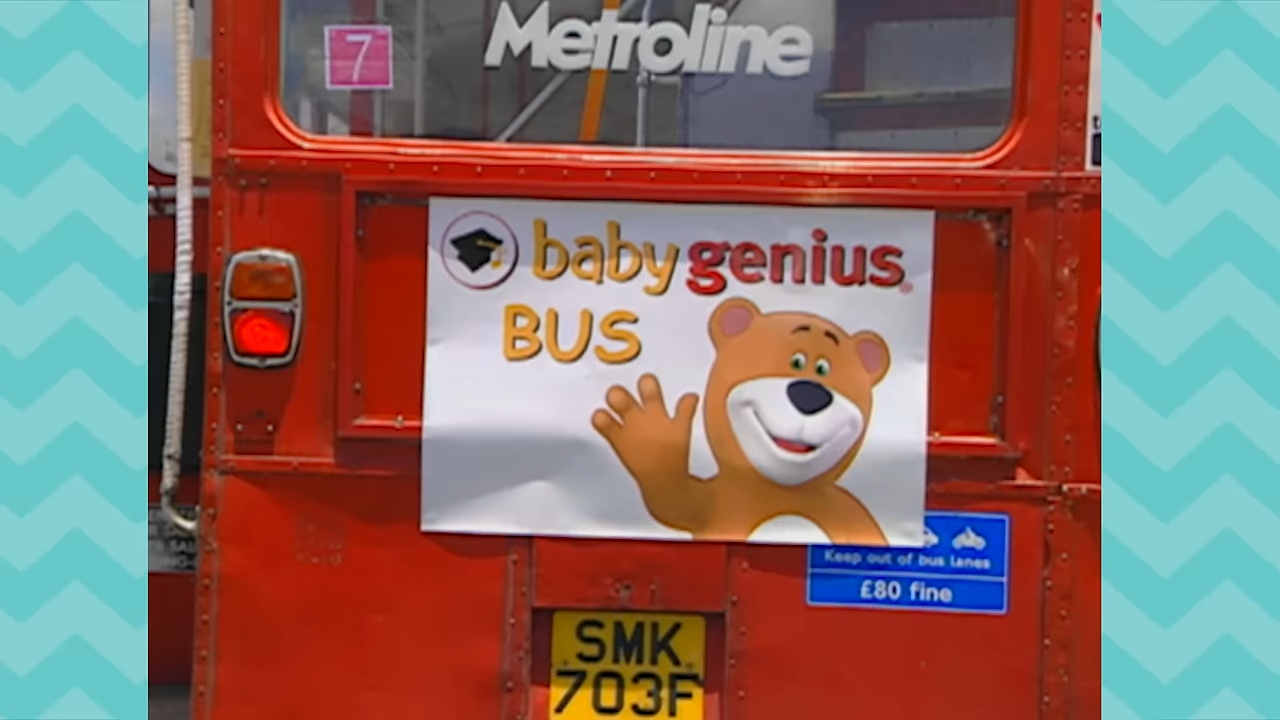 7
Metroline
baby genius
BUS
Keep out of bus lanes
£80 fine
SMK
703F